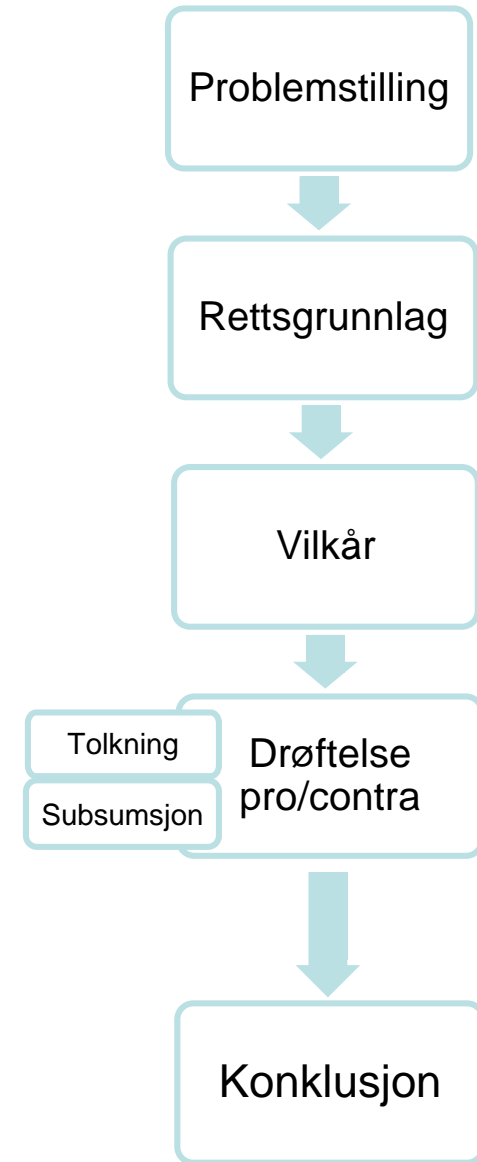 Problemstilling
Rettsgrunnlag
Vilkår
Tolkning
Subsumsjon
Drøftelse
pro/contra
Konklusjon